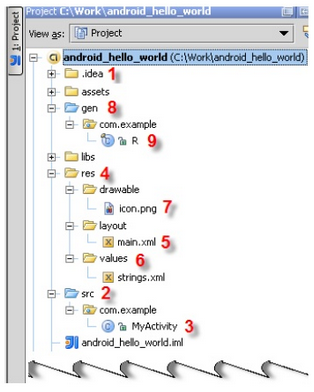 Project C:\Work\android_hello_world
1: Project
View as: Project
android_hello_world (C:\Work\android_hello_world)
.idea 1
assets
gen 8
com.example
R 9
libs
res 4
drawable
icon.png 7
layout
main.xml 5
values 6
strings.xml
src 2
com.example
MyActivity 3
android_hello_world.iml